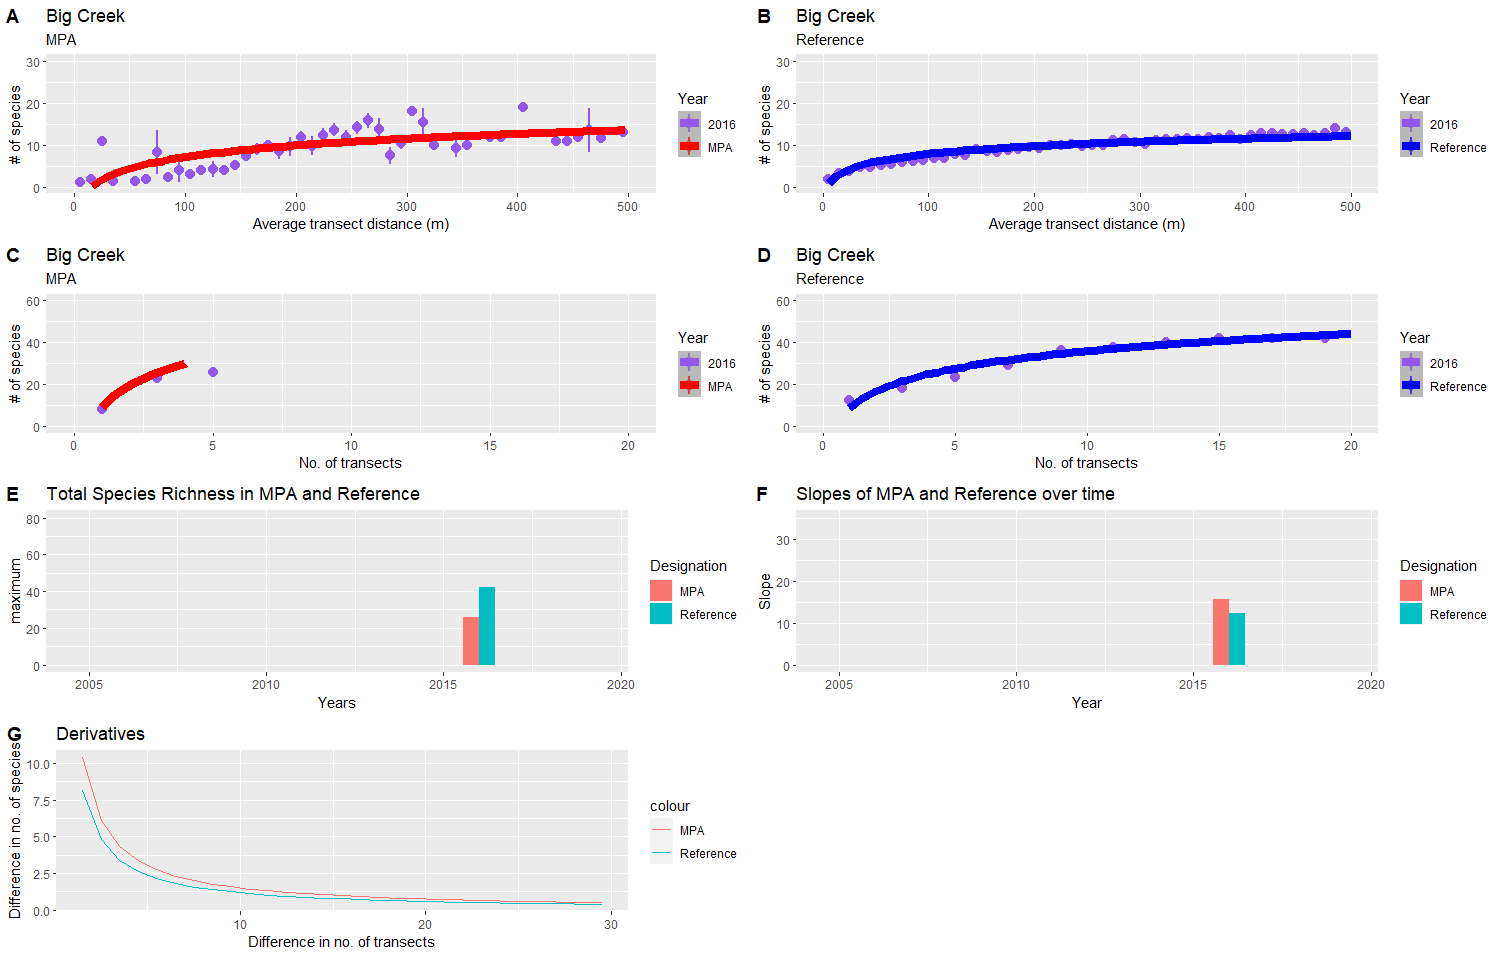 A Big Creek
MPA
30
20
10
0
# of species
0 100 200 300 400 500
Average transect distance (m)
Year
2016
MPA
B Big Creek
Reference
30
20
10
0
# of species
0 100 200 300 400 500
Average transect distance (m)
Year
2016
Reference
C Big Creek
MPA
60
40
20
0
# of species
0 5 10 15 20
No. of transects
Year
2016
MPA
D Big Creek
Reference
60
40
20
0
# of species
0 5 10 15 20
No. of transects
Year
2016
Reference
E Total Species Richness in MPA and Reference
80
60
40
20
0
maximum
2005 2010 2015 2020
Years
Designation
MPA
Reference
F Slopes of MPA and Reference over time
30
20
10
0
Slope
2005 2010 2015 2020
Year
Designation
MPA
Reference
G Derivatives
10.0
7.5
5.0
2.5
0.0
Difference in no. of species
10 20 30
Difference in no. of transects
colour
MPA
Reference